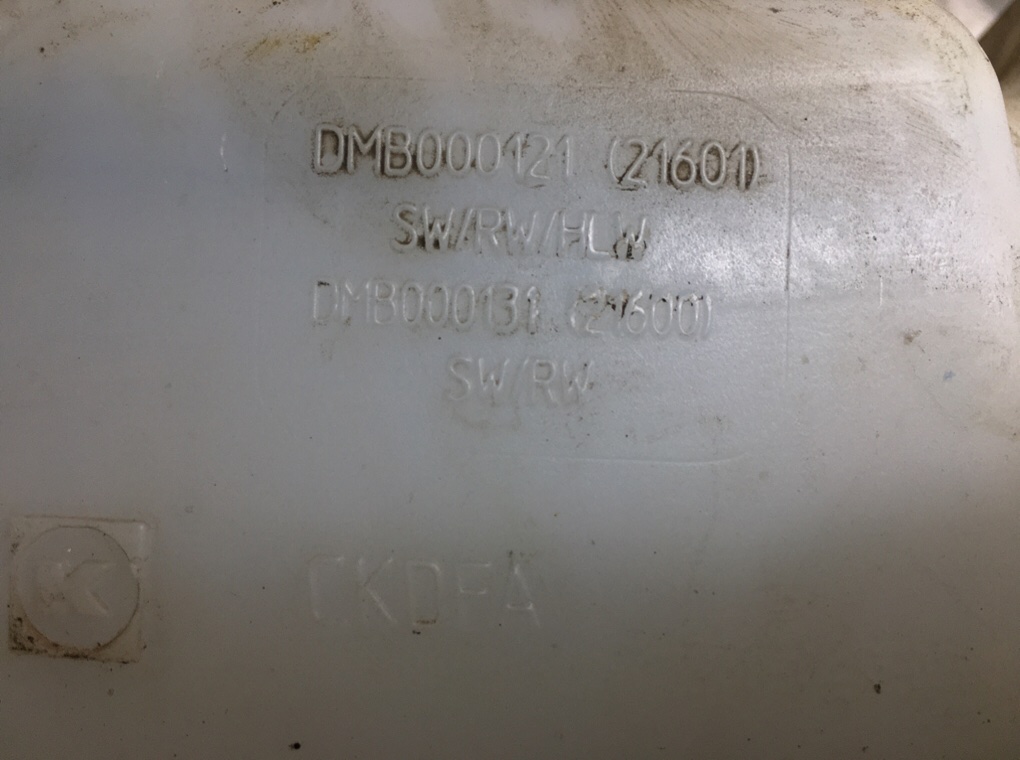 DMB000121 (21601)
SW/RW/HLW
DMB000131 (21600)
SW/RW
CKDFA
K